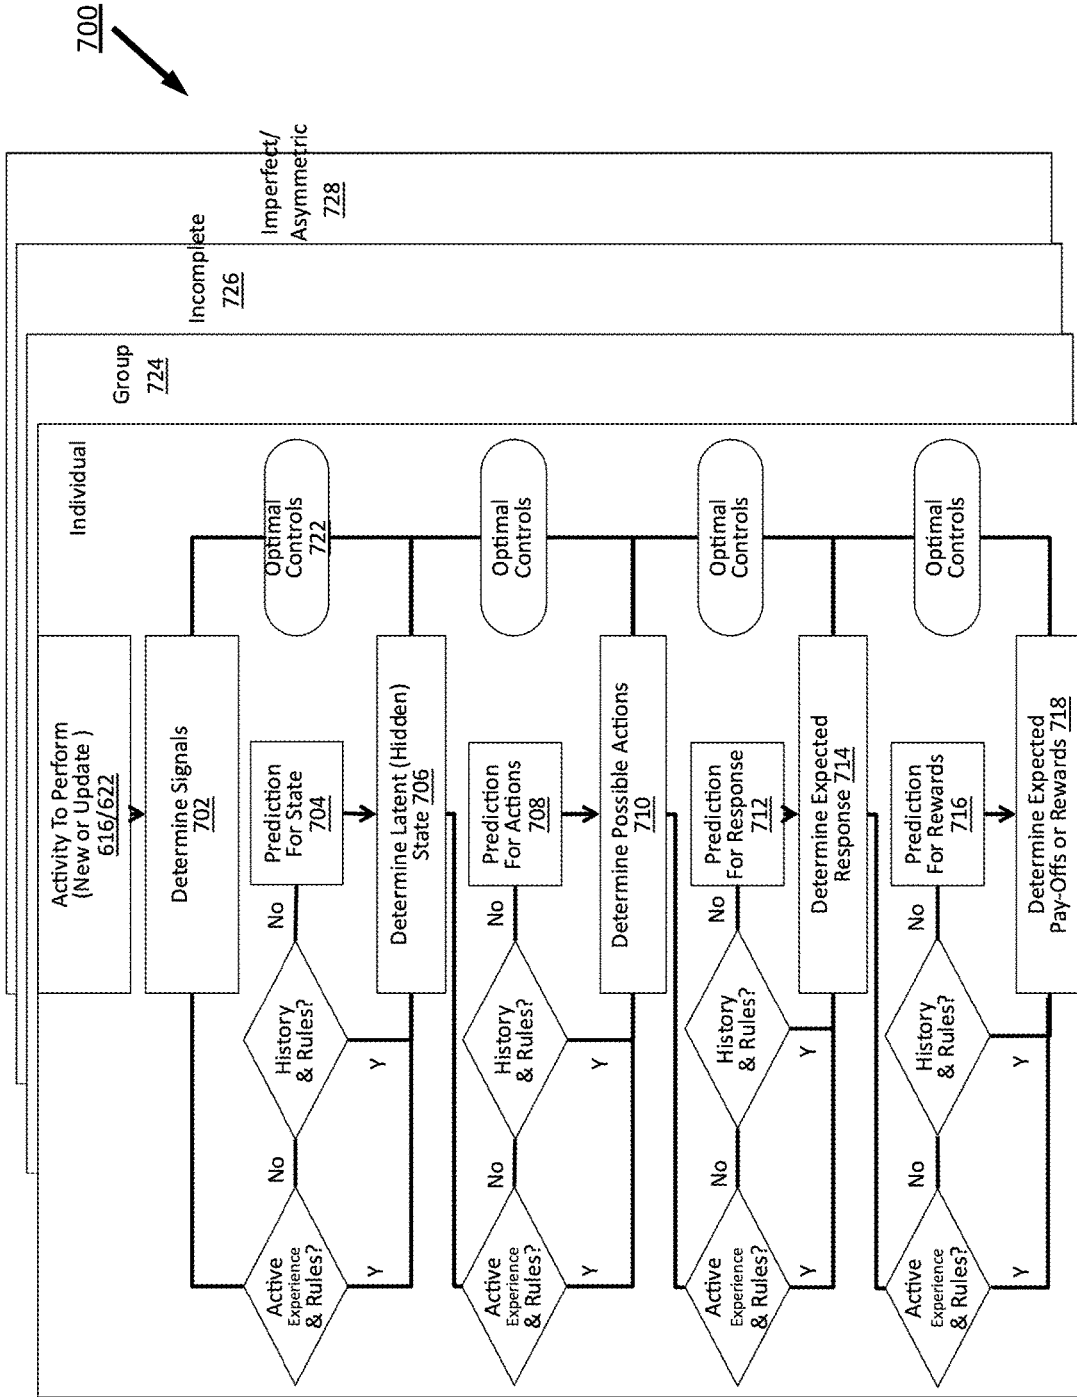 700
Imperfect/
Asymmetric
728
Incomplete
726
Group
724
Individual
Activity To Perform
(New or Update )
616/622
Determine Signals
702
Active
Experience
& Rules?
No
Y
History
& Rules?
No
Y
Prediction
For State
704
Optimal
Controls
722
Determine Latent (Hidden)
State 706
Active
Experience
& Rules?
No
Y
History
& Rules?
No
Y
Prediction
For Actions
708
Optimal
Controls
Determine Possible Actions
710
Active
Experience
& Rules?
No
Y
History
& Rules?
No
Y
Prediction
For Response
712
Optimal
Controls
Determine Expected
Response 714
Active
Experience
& Rules?
No
Y
History
& Rules?
No
Y
Prediction
For Rewards
716
Optimal
Controls
Determine Expected
Pay-Offs or Rewards 718